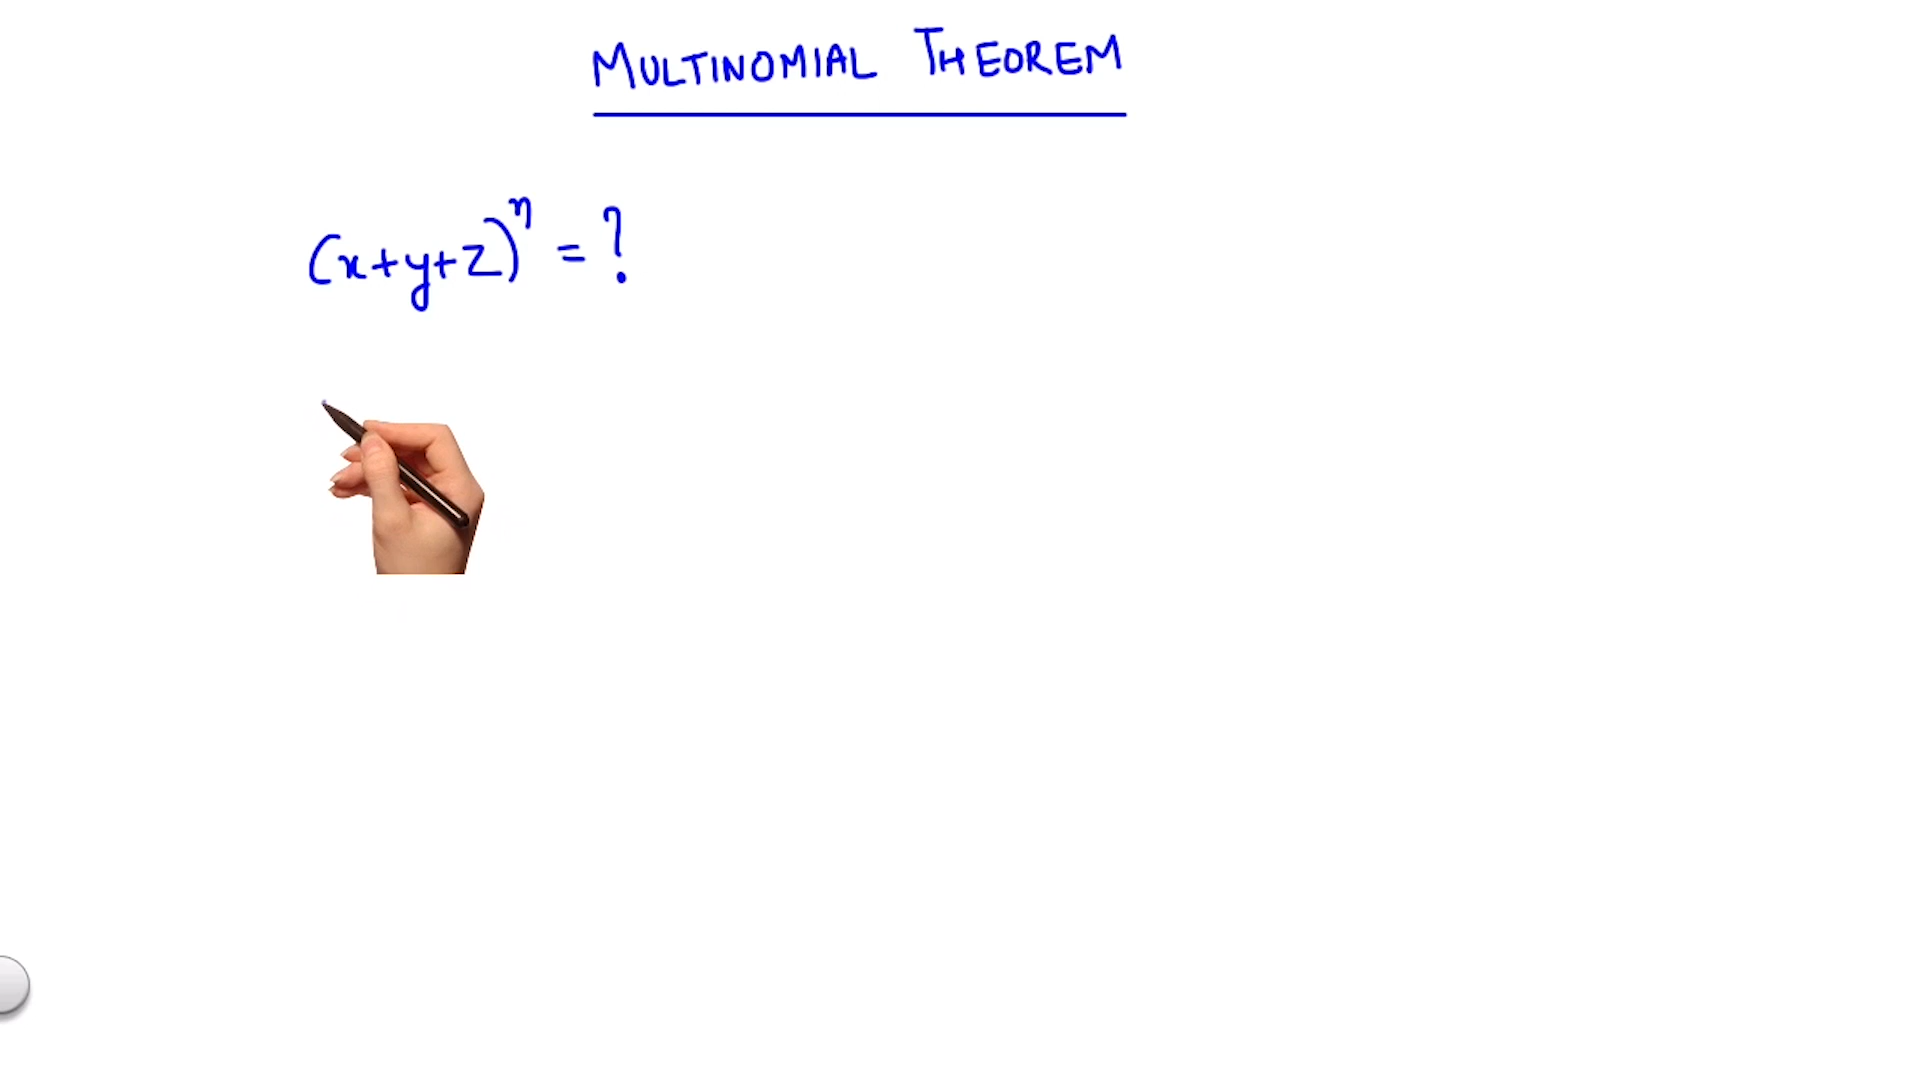 MULTINOMIAL THEOREM
(x+y+z)^n = ?